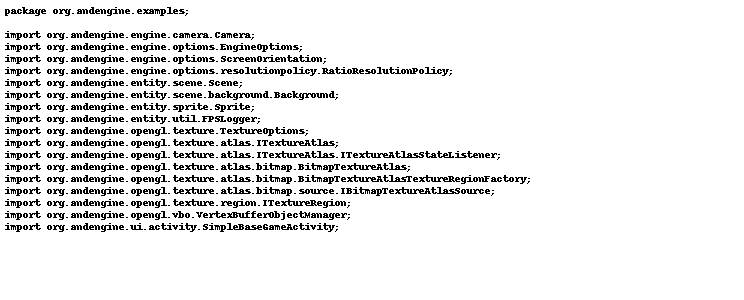 package org.andengine.examples;
import org.andengine.engine.camera.Camera;
import org.andengine.engine.options.EngineOptions;
import org.andengine.engine.options.ScreenOrientation;
import org.andengine.engine.options.resolutionpolicy.RatioResolutionPolicy;
import org.andengine.entity.scene.Scene;
import org.andengine.entity.scene.background.Background;
import org.andengine.entity.sprite.Sprite;
import org.andengine.entity.util.FPSLogger;
import org.andengine.opengl.texture.TextureOptions;
import org.andengine.opengl.texture.atlas.ITextureAtlas;
import org.andengine.opengl.texture.atlas.ITextureAtlas.ITextureAtlasStateListener;
import org.andengine.opengl.texture.atlas.bitmap.BitmapTextureAtlas;
import org.andengine.opengl.texture.atlas.bitmap.BitmapTextureAtlasTextureRegionFactory;
import org.andengine.opengl.texture.atlas.bitmap.source.IBitmapTextureAtlasSource;
import org.andengine.opengl.texture.region.ITextureRegion;
import org.andengine.opengl.vbo.VertexBufferObjectManager;
import org.andengine.ui.activity.SimpleBaseGameActivity;